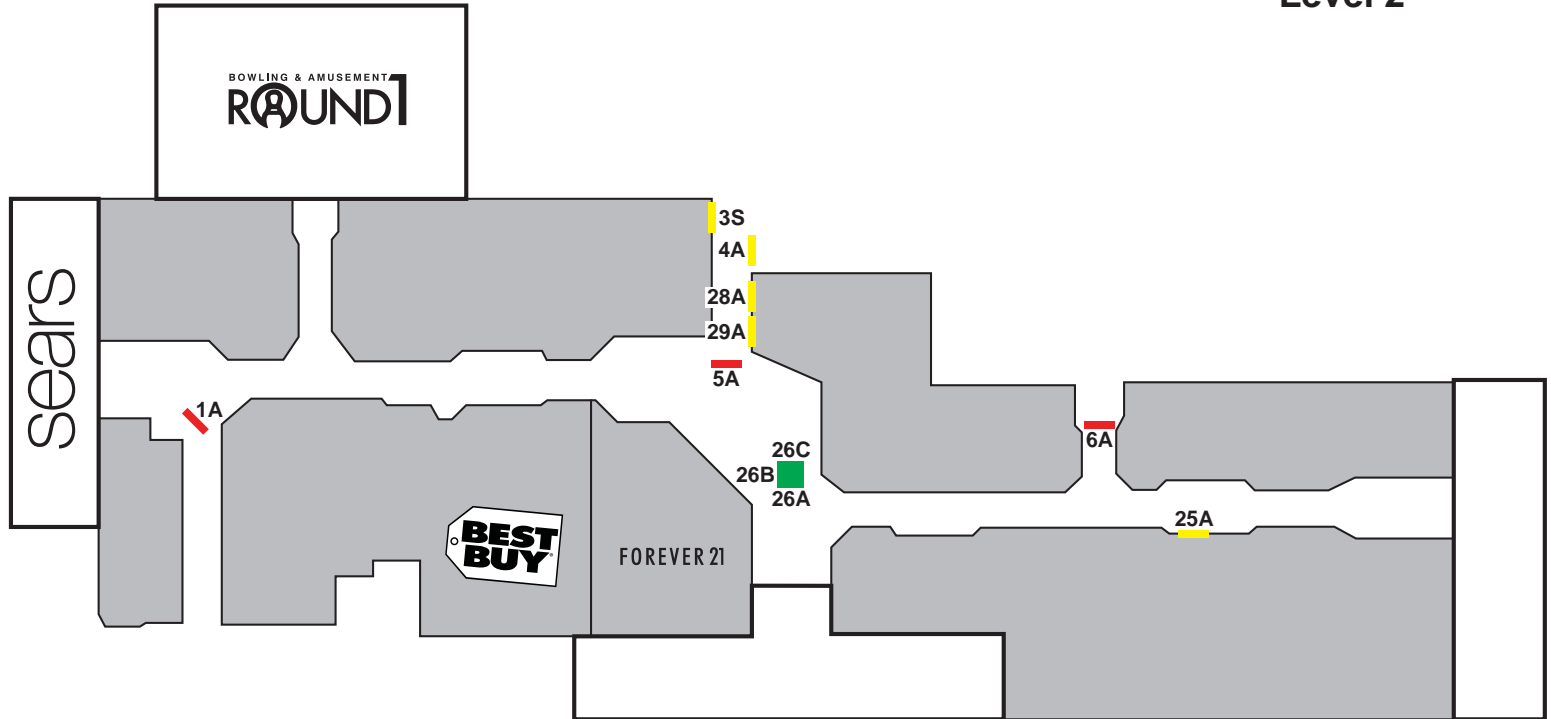 Level 2
BOWLING & AMUSEMENT
ROUND1
3S
4A
28A
29A
sears
5A
1A
6A
26C
26B
26A
25A
BEST
BUY
FOREVER 21